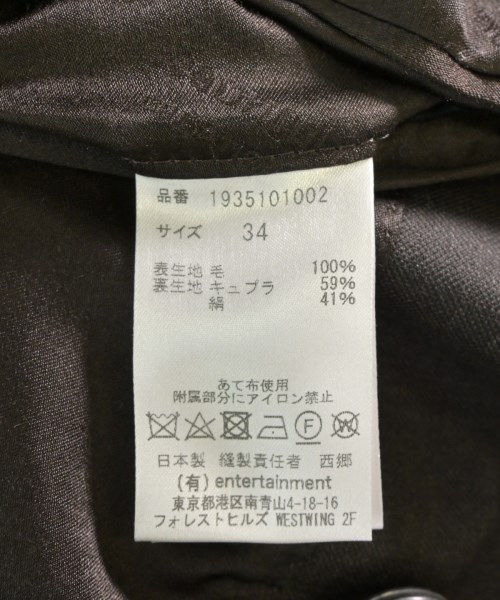 品番 1935101002
サイズ 34
表生地 毛 100%
裏生地 キュプラ 59%
絹 41%
あて布使用
附属部分にアイロン禁止
F W
日本製 縫製責任者 西郷
(有) entertainment
東京都港区南青山4-18-16
フォレストヒルズ WESTWING 2F